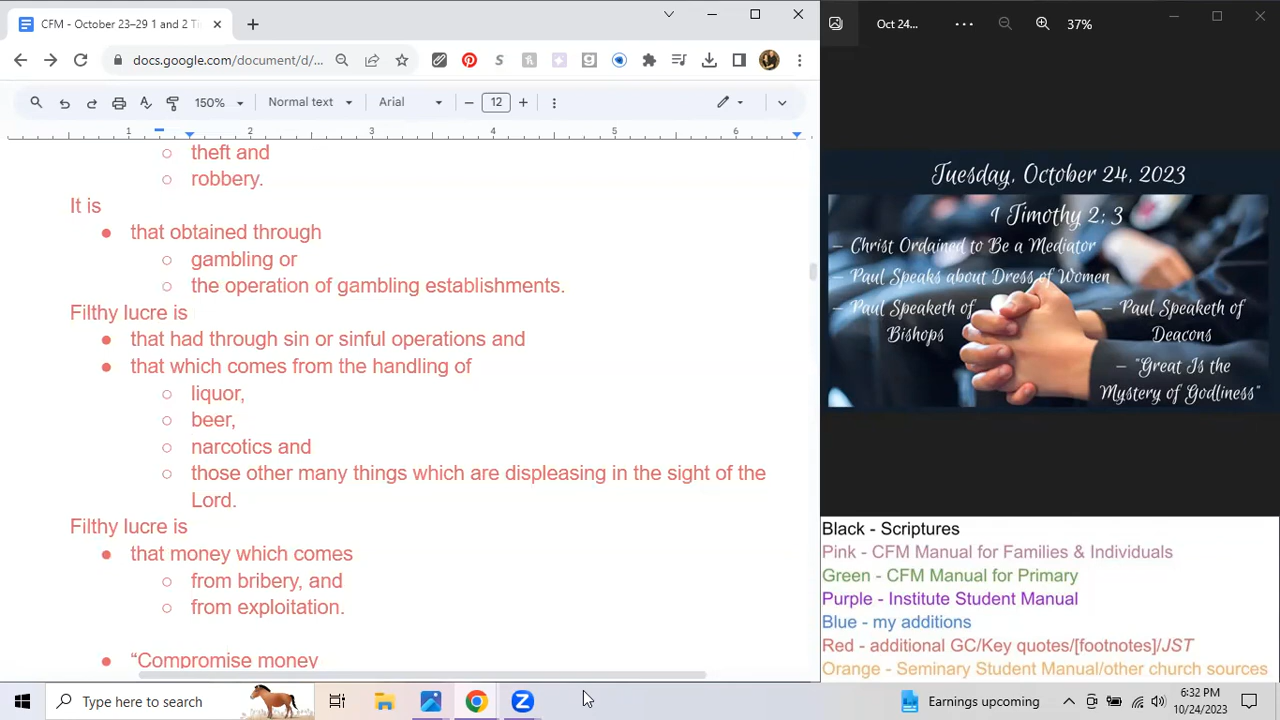 CFM - October 23–29 1 and 2 Ti
docs.google.com/document/d/...
150%
Normal text
Arial
12
1 2 3 4 5 6
theft and
robbery.
It is
that obtained through
gambling or
the operation of gambling establishments.
Filthy lucre is
that had through sin or sinful operations and
that which comes from the handling of
liquor,
beer,
narcotics and
those other many things which are displeasing in the sight of the
Lord.
Filthy lucre is
that money which comes
from bribery, and
from exploitation.
“Compromise money
Oct 24...
37%
Tuesday, October 24, 2023
1 Timothy 2; 3
– Christ Ordained to Be a Mediator
– Paul Speaks about Dress of Women
– Paul Speaketh of
Bishops
– Paul Speaketh of
Deacons
– "Great Is the
Mystery of Godliness"
Black - Scriptures
Pink - CFM Manual for Families & Individuals
Green - CFM Manual for Primary
Purple - Institute Student Manual
Blue - my additions
Red - additional GC/Key quotes/[footnotes]/JST
Orange - Seminary Student Manual/other church sources
Type here to search
Earnings upcoming
6:32 PM
10/24/2023